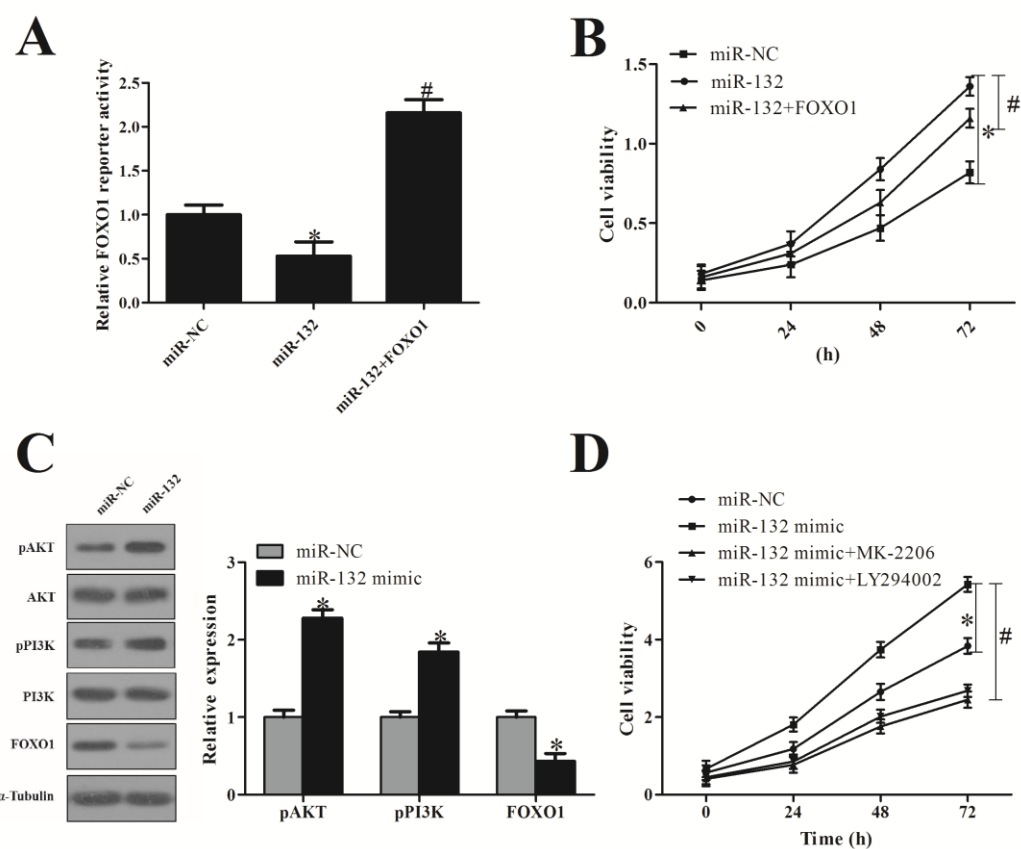 A
Relative FOXO1 reporter activity
2.5
2.0
1.5
1.0
0.5
0.0
#
*
miR-NC
miR-132
miR-132+FOXO1
B
miR-NC
miR-132
miR-132+FOXO1
Cell viability
1.5
1.0
0.5
0.0
#
*
0
24
48
72
(h)
C
miR-NC
miR-132
pAKT
AKT
pPI3K
PI3K
FOXO1
α-Tubulin
miR-NC
miR-132 mimic
Relative expression
3
2
1
0
*
*
*
pAKT
pPI3K
FOXO1
D
miR-NC
miR-132 mimic
miR-132 mimic+MK-2206
miR-132 mimic+LY294002
Cell viability
6
4
2
0
*
#
0
24
48
72
Time (h)